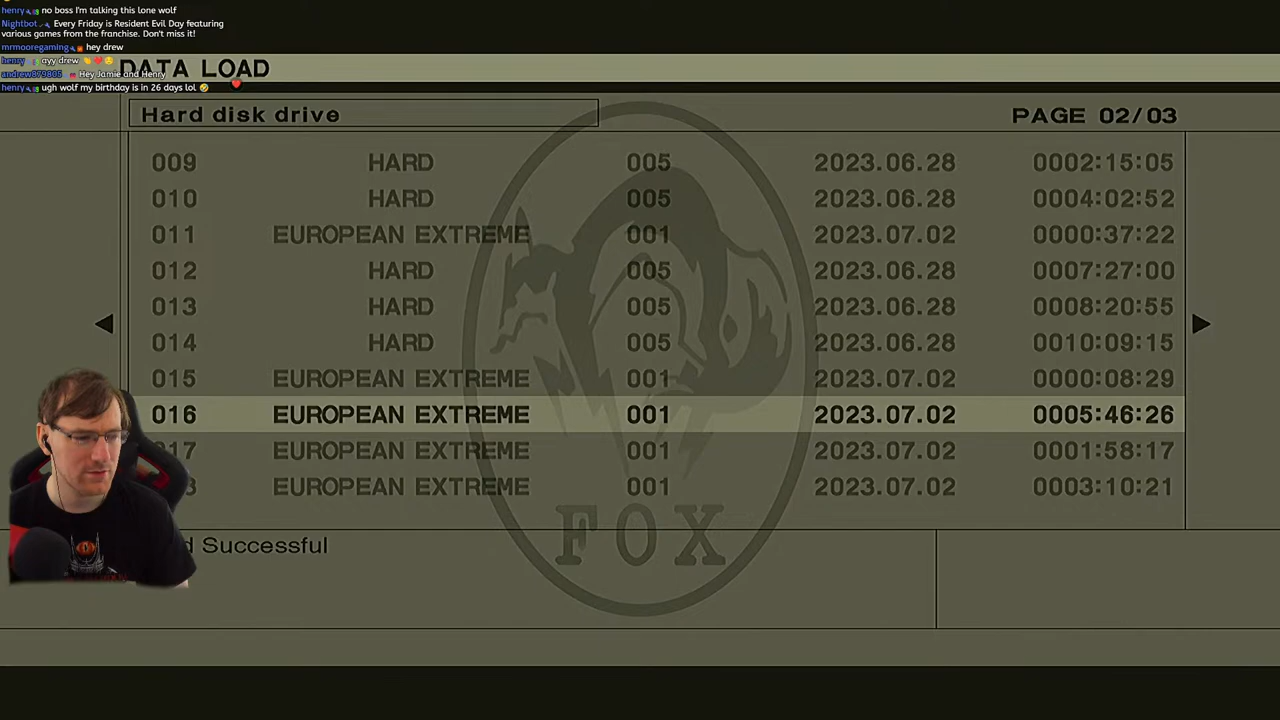 henry no boss I'm talking this lone wolf
Nightbot Every Friday is Resident Evil Day featuring
various games from the franchise. Don't miss it!
mrmooregaming hey drew
henry ayy drew
andrew879805 Hey Jamie and Henry
henry ugh wolf my birthday is in 26 days lol
DATA LOAD
Hard disk drive PAGE 02/03
009 HARD 005 2023.06.28 0002:15:05
010 HARD 005 2023.06.28 0004:02:52
011 EUROPEAN EXTREME 001 2023.07.02 0000:37:22
012 HARD 005 2023.06.28 0007:27:00
013 HARD 005 2023.06.28 0008:20:55
014 HARD 005 2023.06.28 0010:09:15
015 EUROPEAN EXTREME 001 2023.07.02 0000:08:29
016 EUROPEAN EXTREME 001 2023.07.02 0005:46:26
17 EUROPEAN EXTREME 001 2023.07.02 0001:58:17
8 EUROPEAN EXTREME 001 2023.07.02 0003:10:21
FOX
d Successful